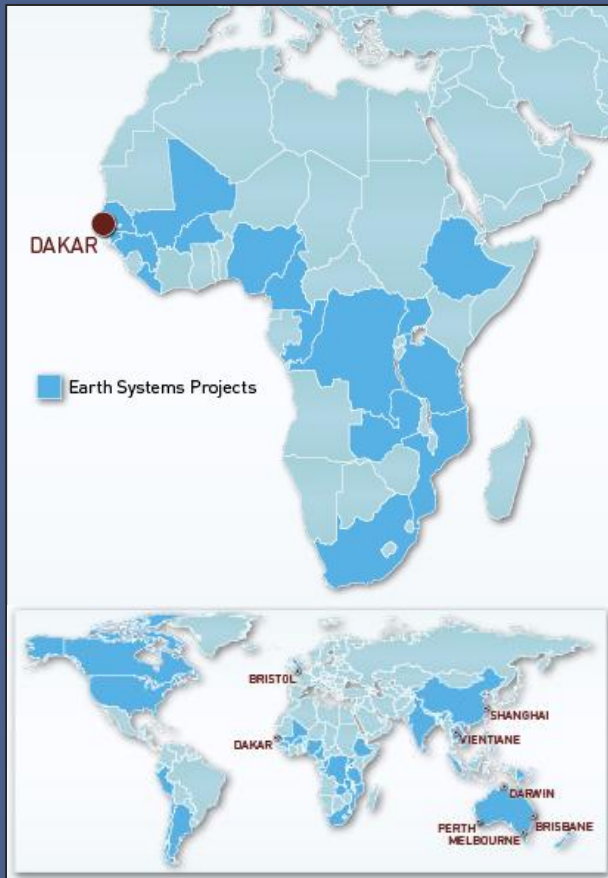 DAKAR
Earth Systems Projects
BRISTOL
SHANGHAI
DAKAR
VIENTIANE
DARWIN
PERTH
BRISBANE
MELBOURNE